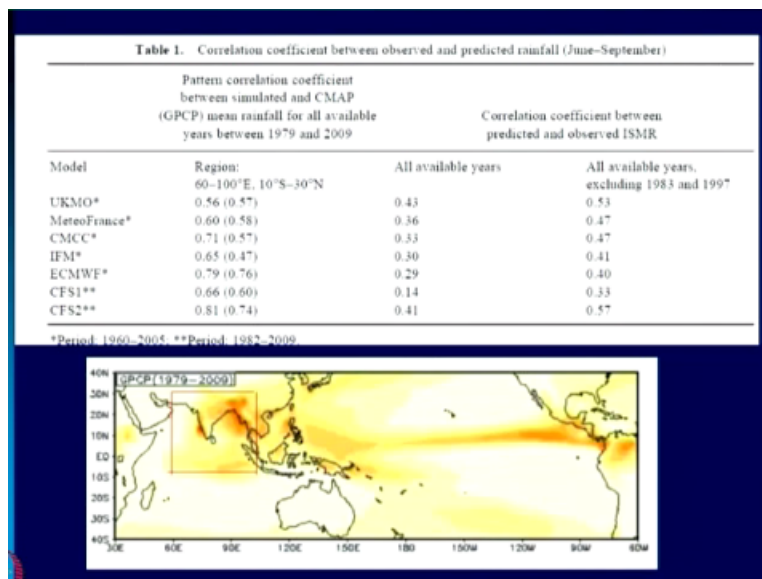 Table 1. Correlation coefficient between observed and predicted rainfall (June–September)
Pattern correlation coefficient
between simulated and CMAP
(GPCP) mean rainfall for all available
years between 1979 and 2009
Correlation coefficient between
predicted and observed ISMR
Model Region: All available years All available years,
60–100°E, 10°S–30°N excluding 1983 and 1997
UKMO* 0.56 (0.57) 0.43 0.53
MeteoFrance* 0.60 (0.58) 0.36 0.47
CMCC* 0.71 (0.57) 0.33 0.47
IFM* 0.65 (0.47) 0.30 0.41
ECMWF* 0.79 (0.76) 0.29 0.40
CFS1** 0.66 (0.60) 0.14 0.33
CFS2** 0.81 (0.74) 0.41 0.57
*Period: 1960–2005; **Period: 1982–2009.
GPCP[1979-2009]
40N
30N
20N
10N
EQ
10S
20S
30S
40S
30E 60E 90E 120E 150E 180 150W 120W 90W 60W